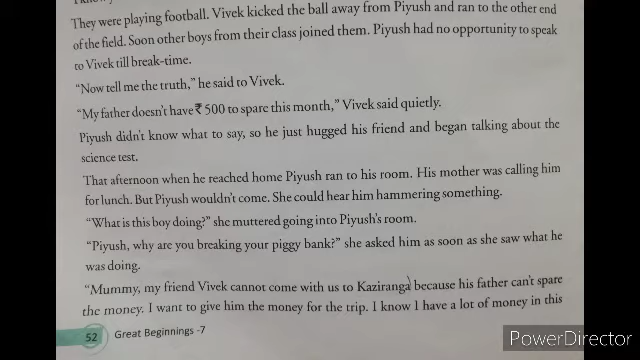 They were playing football. Vivek kicked the ball away from Piyush and ran to the other end
of the field. Soon other boys from their class joined them. Piyush had no opportunity to speak
to Vivek till break-time.
“Now tell me the truth,” he said to Vivek.
“My father doesn’t have ₹ 500 to spare this month,” Vivek said quietly.
Piyush didn’t know what to say, so he just hugged his friend and began talking about the
science test.
That afternoon when he reached home Piyush ran to his room. His mother was calling him
for lunch. But Piyush wouldn’t come. She could hear him hammering something.
“What is this boy doing?” she muttered going into Piyush’s room.
“Piyush, why are you breaking your piggy bank?” she asked him as soon as she saw what he
was doing.
“Mummy, my friend Vivek cannot come with us to Kaziranga because his father can’t spare
the money. I want to give him the money for the trip. I know I have a lot of money in this
52 Great Beginnings -7
PowerDirector